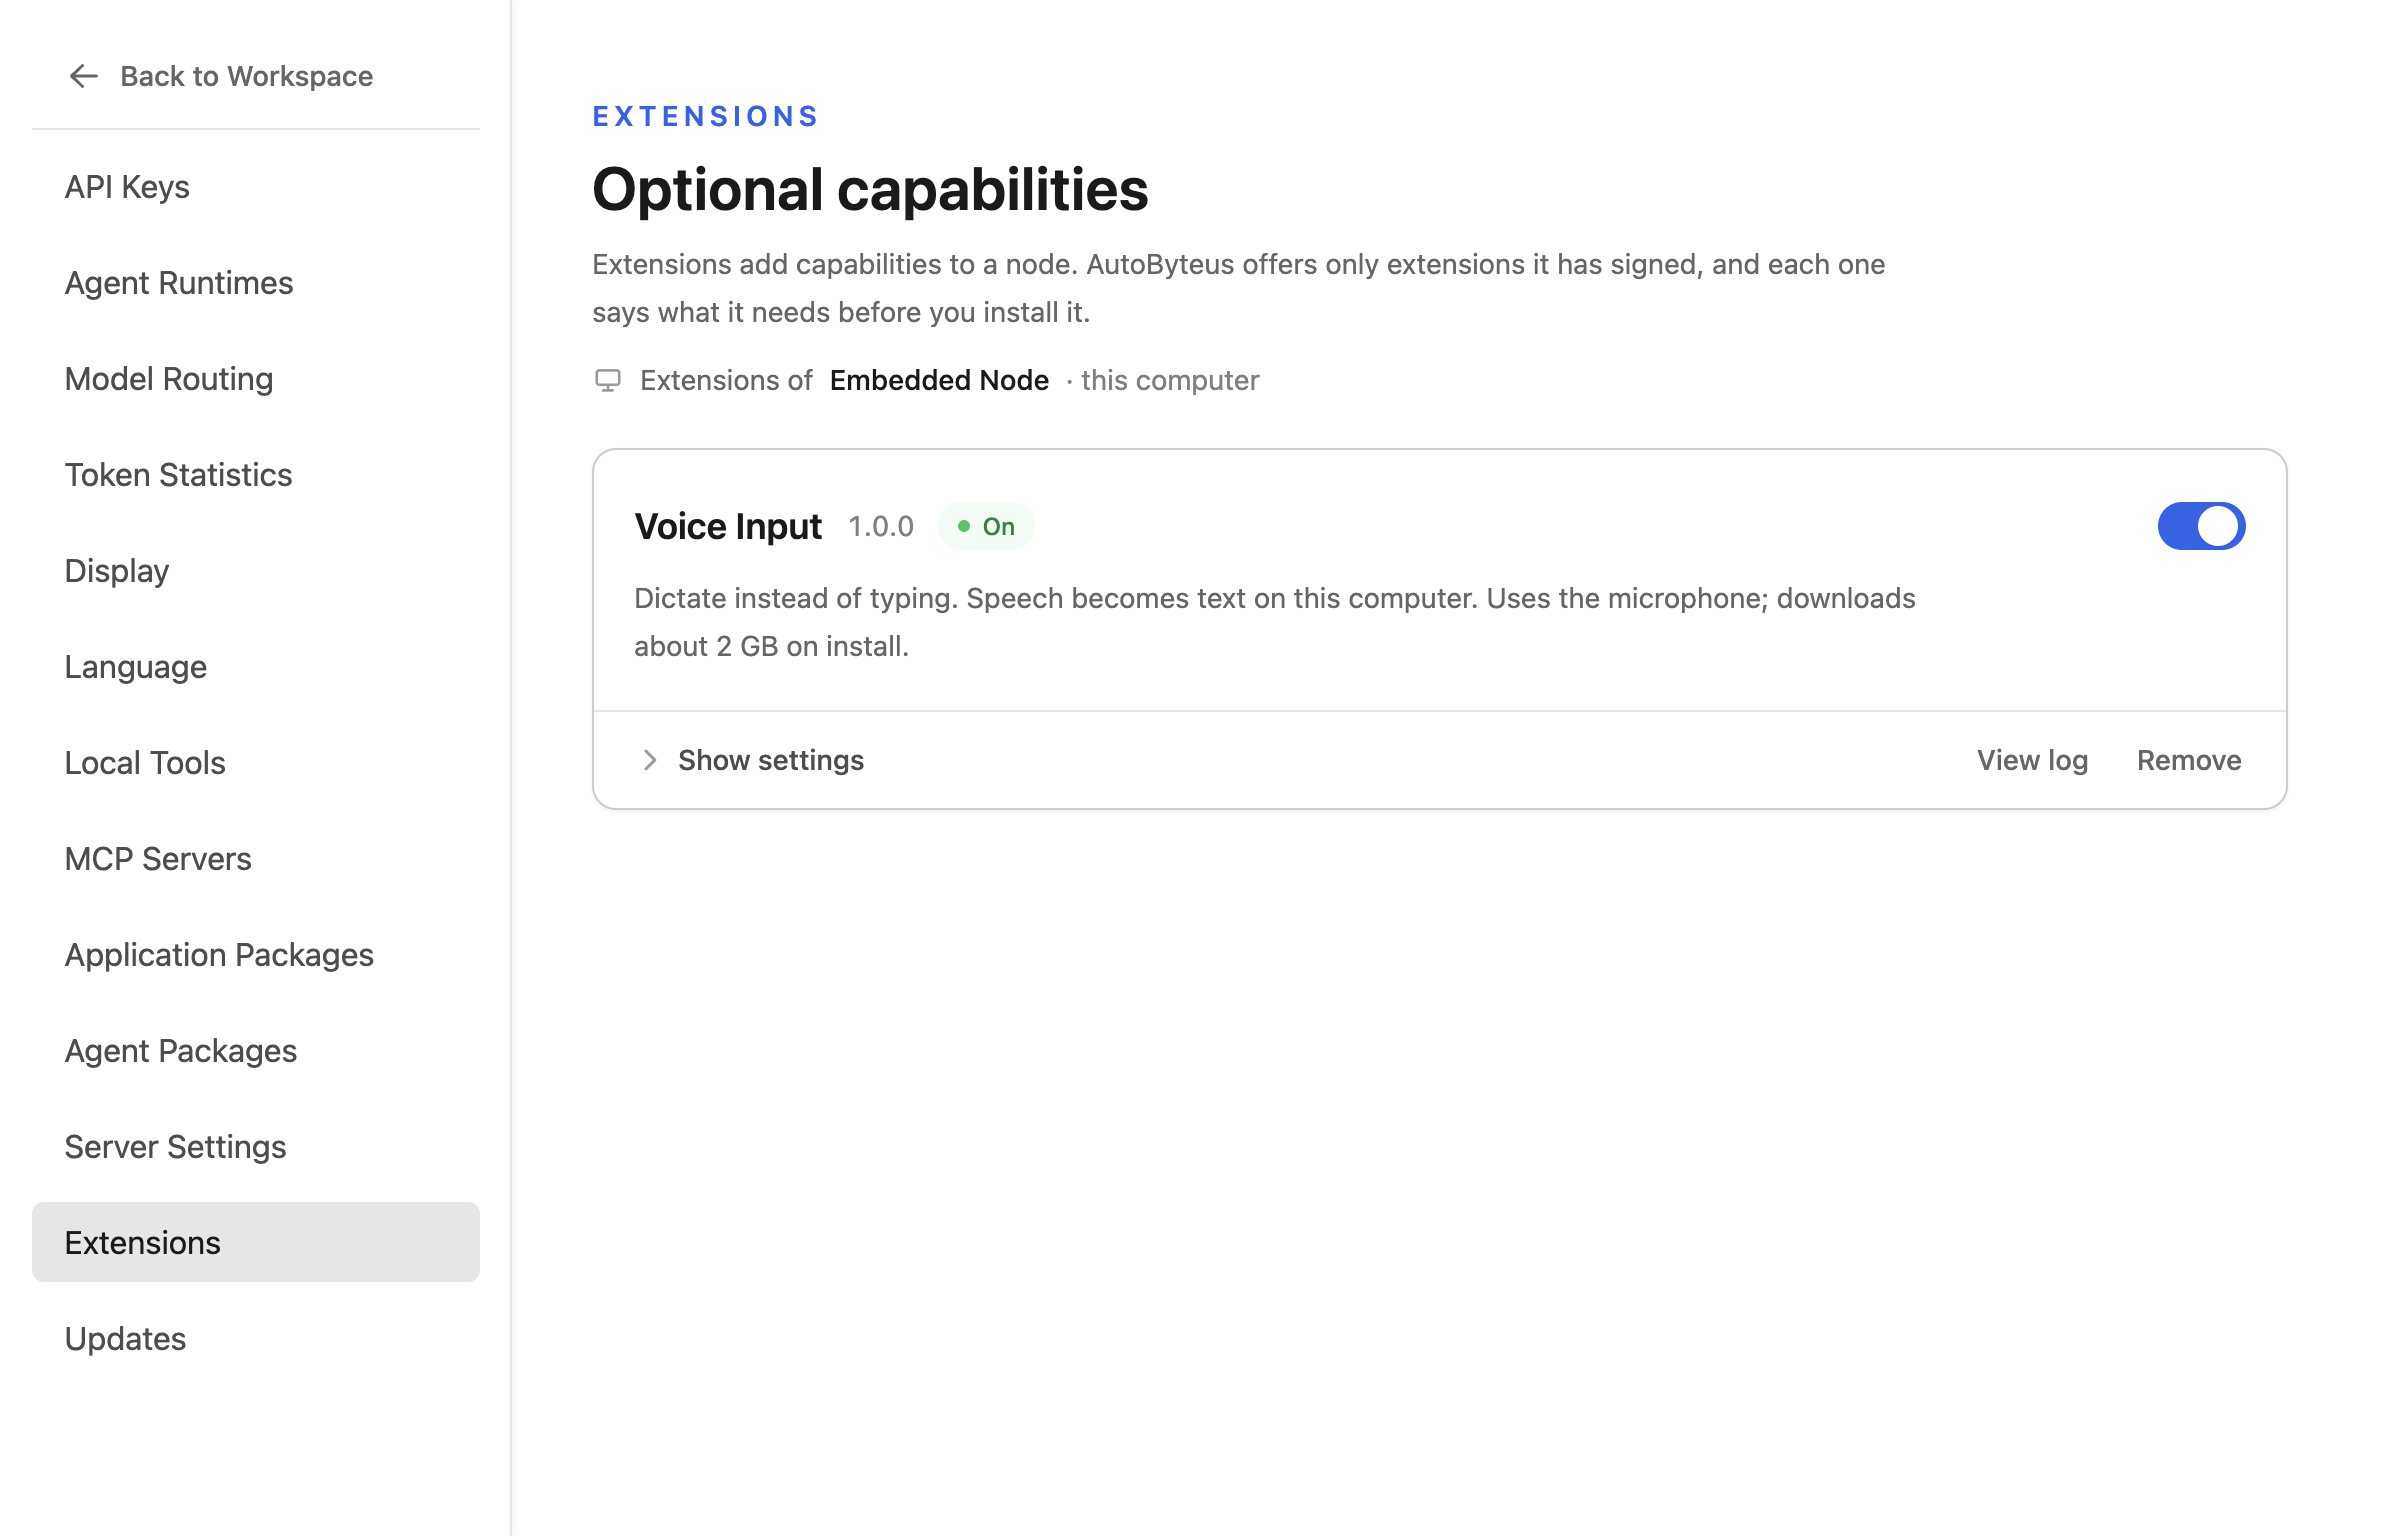 Back to Workspace
API Keys
Agent Runtimes
Model Routing
Token Statistics
Display
Language
Local Tools
MCP Servers
Application Packages
Agent Packages
Server Settings
Extensions
Updates
EXTENSIONS
Optional capabilities
Extensions add capabilities to a node. AutoByteus offers only extensions it has signed, and each one
says what it needs before you install it.
Extensions of Embedded Node · this computer
Voice Input 1.0.0 On
Dictate instead of typing. Speech becomes text on this computer. Uses the microphone; downloads
about 2 GB on install.
Show settings View log Remove